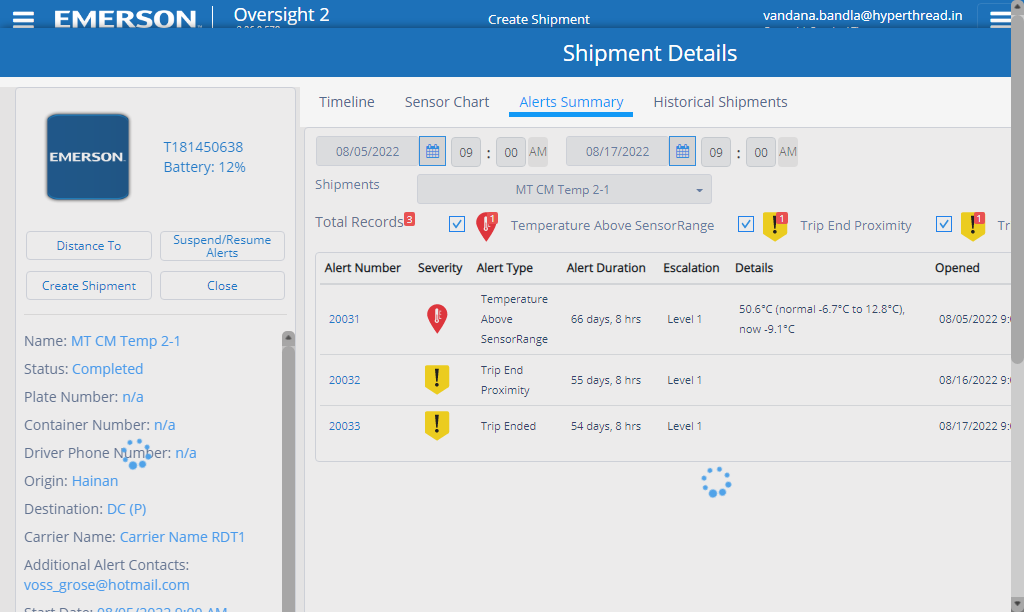 EMERSON
Oversight 2
Create Shipment
vandana.bandla@hyperthread.in
Shipment Details
EMERSON
T181450638
Battery: 12%
Distance To
Suspend/Resume
Alerts
Create Shipment
Close
Name: MT CM Temp 2-1
Status: Completed
Plate Number: n/a
Container Number: n/a
Driver Phone Number: n/a
Origin: Hainan
Destination: DC (P)
Carrier Name: Carrier Name RDT1
Additional Alert Contacts:
voss_grose@hotmail.com
Start Date: 08/05/2022 9:00 AM
Timeline
Sensor Chart
Alerts Summary
Historical Shipments
08/05/2022 09 : 00 AM 08/17/2022 09 : 00 AM
Shipments MT CM Temp 2-1
Total Records 3
1 Temperature Above SensorRange
1 Trip End Proximity
1 Tr
Alert Number Severity Alert Type Alert Duration Escalation Details Opened
20031
Temperature
Above
SensorRange
66 days, 8 hrs
Level 1
50.6°C (normal -6.7°C to 12.8°C),
now -9.1°C
08/05/2022 9:0
20032
Trip End
Proximity
55 days, 8 hrs
Level 1
08/16/2022 9:0
20033
Trip Ended
54 days, 8 hrs
Level 1
08/17/2022 9:0